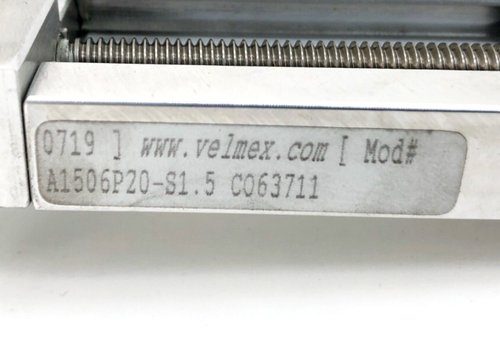 0719 ] www.velmex.com [ Mod#
A1506P20-S1.5 C063711